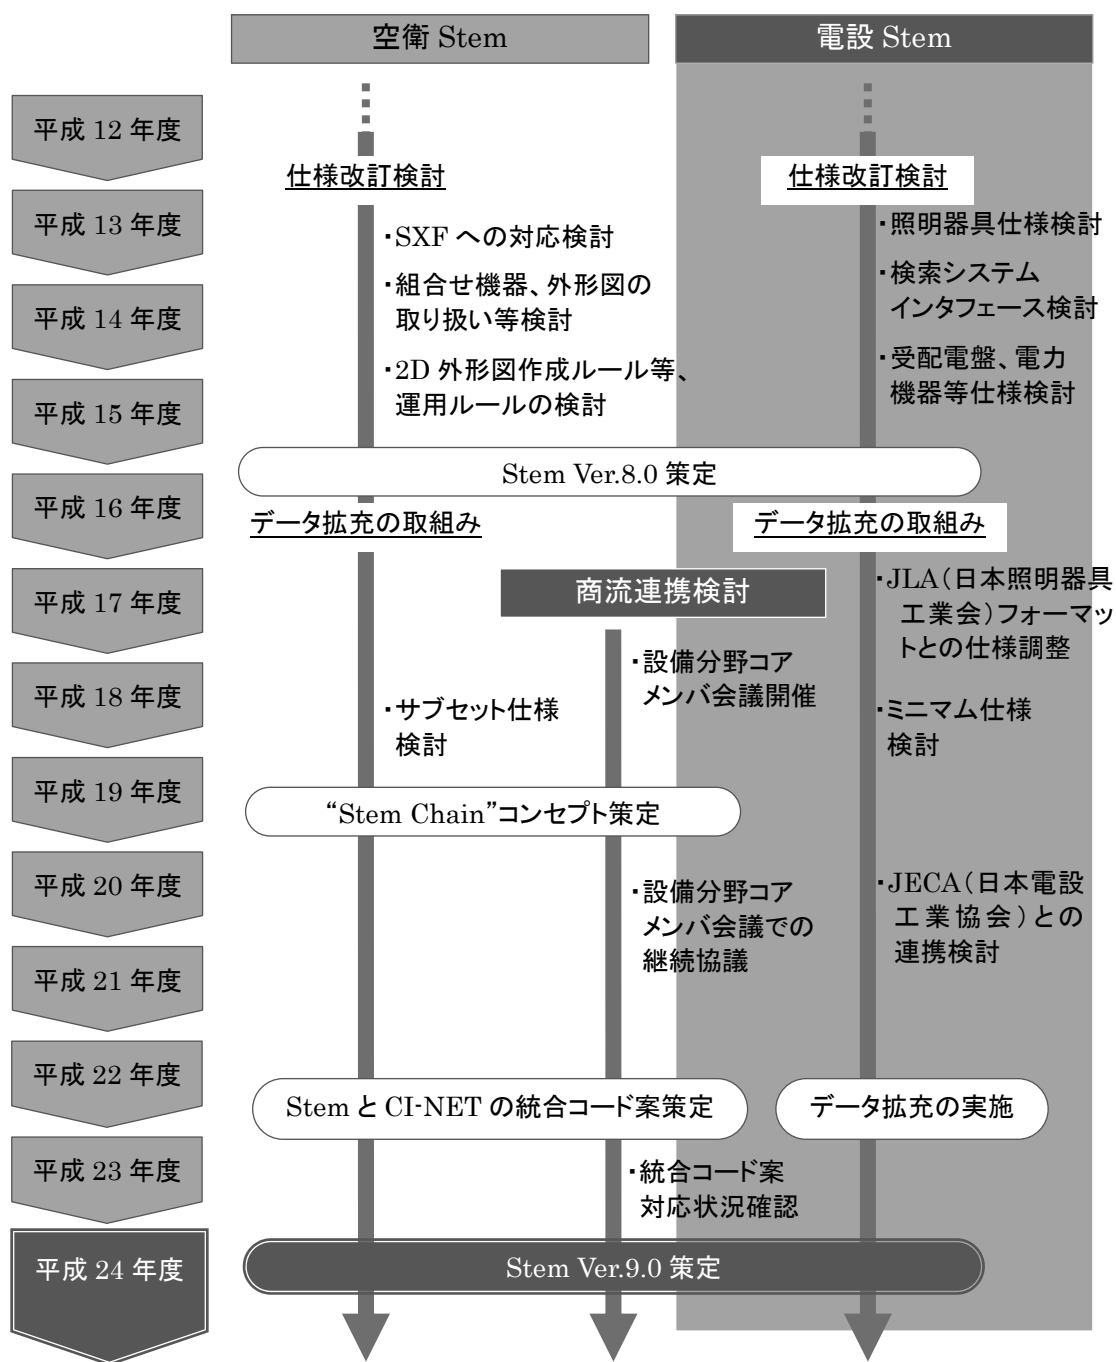 空衛 Stem
電設 Stem
平成 12 年度
仕様改訂検討
仕様改訂検討
平成 13 年度
・SXF への対応検討
・照明器具仕様検討
・組合せ機器、外形図の
取り扱い等検討
・検索システム
インタフェース検討
平成 14 年度
・2D 外形図作成ルール等、
運用ルールの検討
・受配電盤、電力
機器等仕様検討
平成 15 年度
Stem Ver.8.0 策定
平成 16 年度
データ拡充の取組み
データ拡充の取組み
平成 17 年度
商流連携検討
・JLA（日本照明器具
工業会）フォーマッ
トとの仕様調整
・設備分野コア
メンバ会議開催
平成 18 年度
・サブセット仕様
検討
・ミニマム仕様
検討
平成 19 年度
“Stem Chain”コンセプト策定
平成 20 年度
・設備分野コア
メンバ会議での
継続協議
・JECA（日本電設
工業協会）との
連携検討
平成 21 年度
平成 22 年度
Stem と CI-NET の統合コード案策定
データ拡充の実施
平成 23 年度
・統合コード案
対応状況確認
平成 24 年度
Stem Ver.9.0 策定